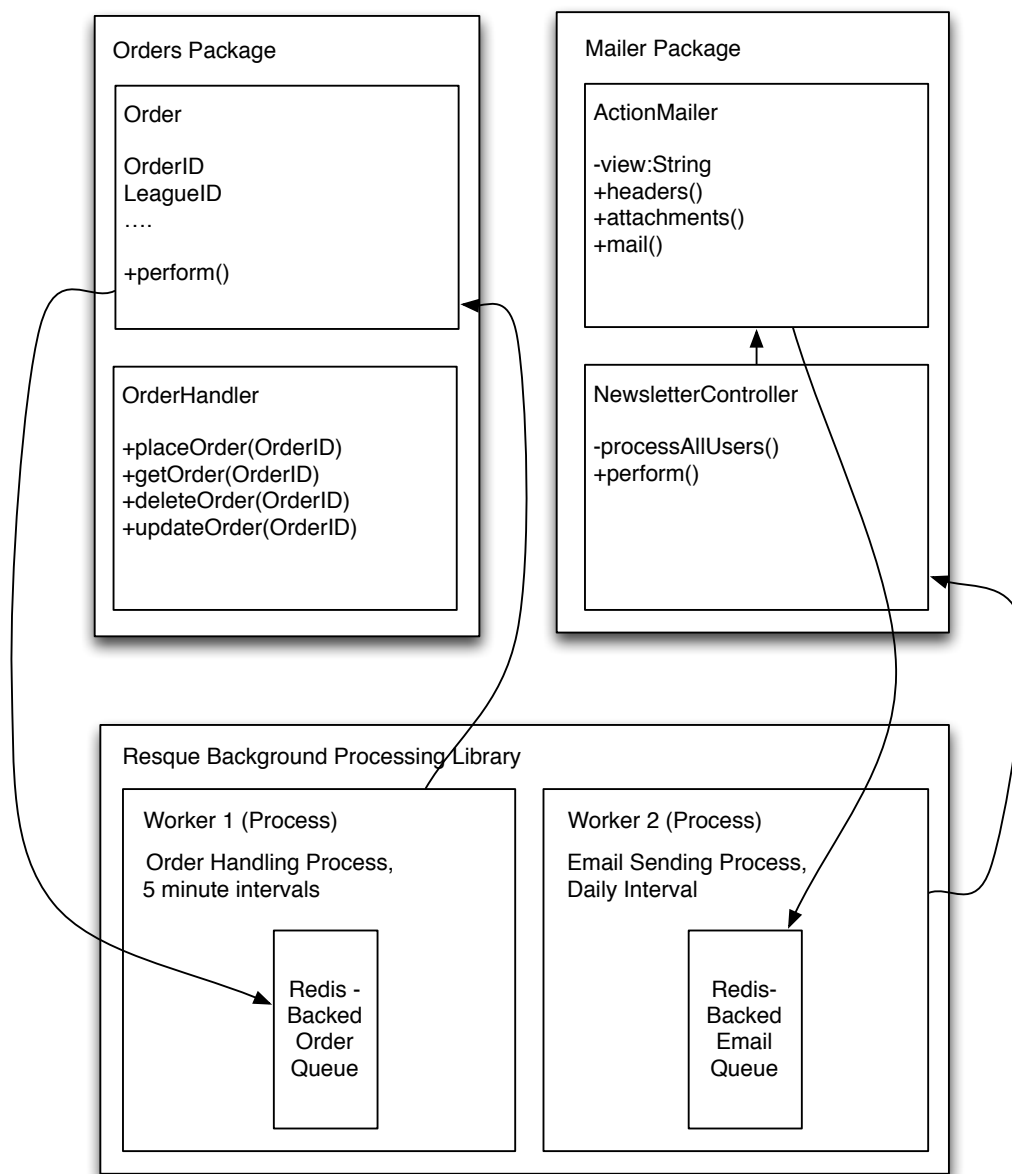 Orders Package
Order
OrderID
LeagueID
....
+perform()
OrderHandler
+placeOrder(OrderID)
+getOrder(OrderID)
+deleteOrder(OrderID)
+updateOrder(OrderID)
Mailer Package
ActionMailer
-view:String
+headers()
+attachments()
+mail()
NewsletterController
-processAllUsers()
+perform()
Resque Background Processing Library
Worker 1 (Process)
Order Handling Process,
5 minute intervals
Redis -
Backed
Order
Queue
Worker 2 (Process)
Email Sending Process,
Daily Interval
Redis-
Backed
Email
Queue